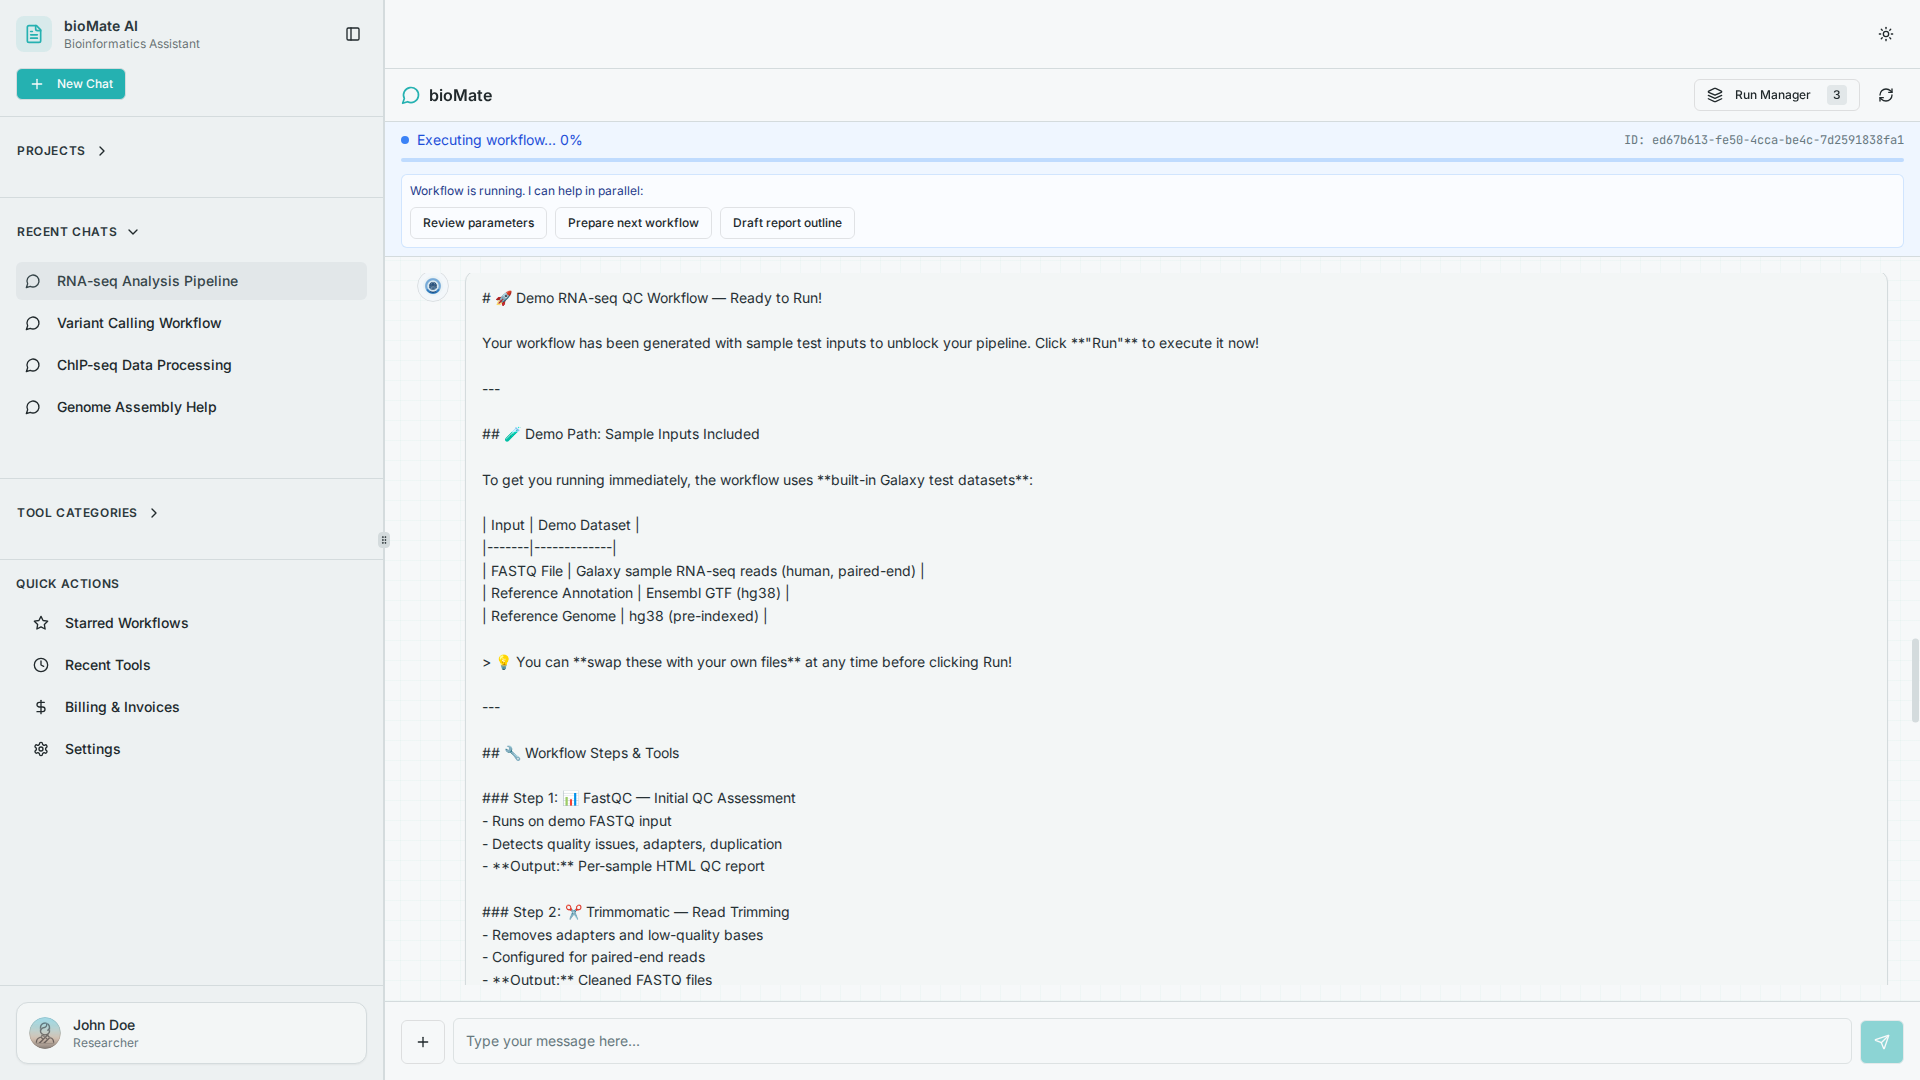 bioMate AI
Bioinformatics Assistant
New Chat
PROJECTS
RECENT CHATS
RNA-seq Analysis Pipeline
Variant Calling Workflow
ChIP-seq Data Processing
Genome Assembly Help
TOOL CATEGORIES
QUICK ACTIONS
Starred Workflows
Recent Tools
Billing & Invoices
Settings
John Doe
Researcher
bioMate
Run Manager 3
Executing workflow... 0%
ID: ed67b613-fe50-4cca-be4c-7d2591838fa1
Workflow is running. I can help in parallel:
Review parameters
Prepare next workflow
Draft report outline
# 🚀 Demo RNA-seq QC Workflow — Ready to Run!
Your workflow has been generated with sample test inputs to unblock your pipeline. Click **"Run"** to execute it now!
---
## 🧪 Demo Path: Sample Inputs Included
To get you running immediately, the workflow uses **built-in Galaxy test datasets**:
| Input | Demo Dataset |
|-------|-------------|
| FASTQ File | Galaxy sample RNA-seq reads (human, paired-end) |
| Reference Annotation | Ensembl GTF (hg38) |
| Reference Genome | hg38 (pre-indexed) |
> 💡 You can **swap these with your own files** at any time before clicking Run!
---
## 🔧 Workflow Steps & Tools
### Step 1: 📊 FastQC — Initial QC Assessment
- Runs on demo FASTQ input
- Detects quality issues, adapters, duplication
- **Output:** Per-sample HTML QC report
### Step 2: ✂️ Trimmomatic — Read Trimming
- Removes adapters and low-quality bases
- Configured for paired-end reads
- **Output:** Cleaned FASTQ files
Type your message here...